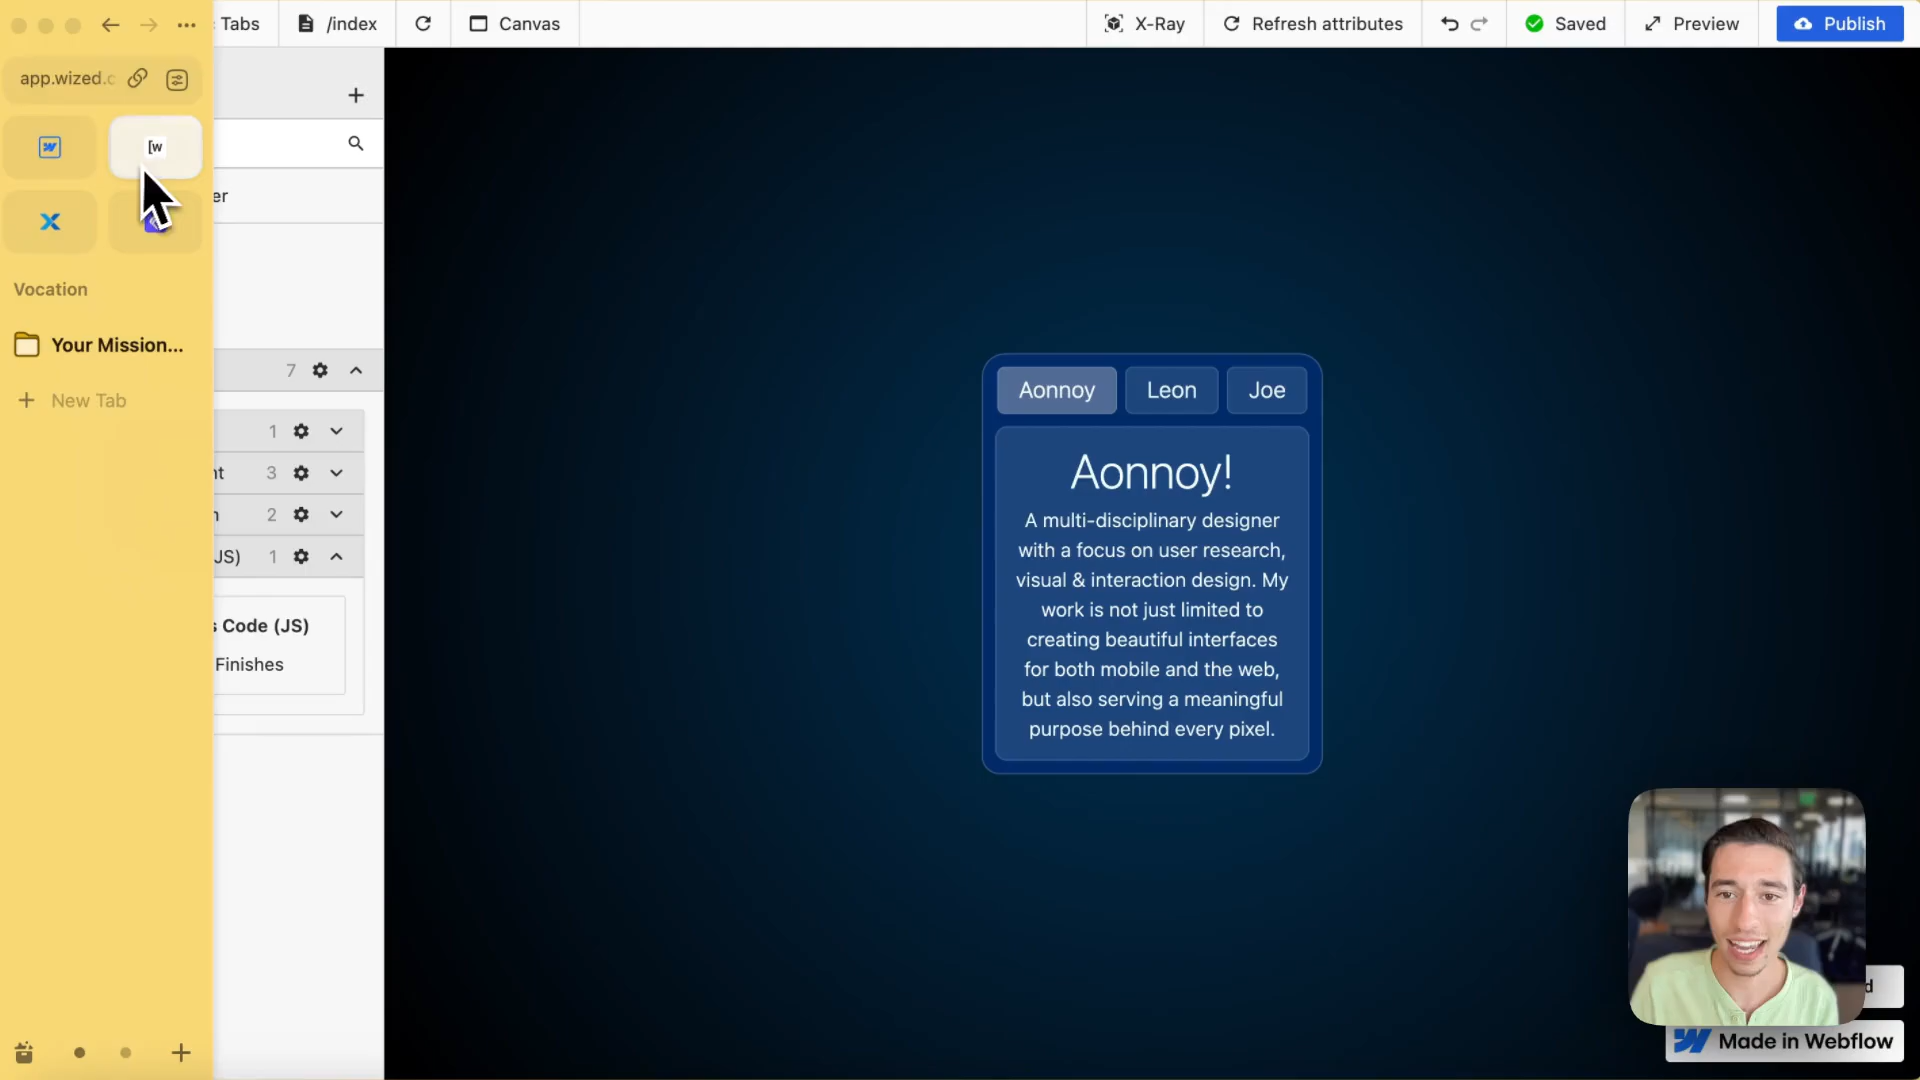 Tabs
/index
Canvas
X-Ray
Refresh attributes
Saved
Preview
Publish
app.wized.c
[w
er
Vocation
Your Mission...
7
New Tab
1
nt 3
2
JS) 1
Code (JS)
Finishes
Aonnoy
Leon
Joe
Aonnoy!
A multi-disciplinary designer
with a focus on user research,
visual & interaction design. My
work is not just limited to
creating beautiful interfaces
for both mobile and the web,
but also serving a meaningful
purpose behind every pixel.
d
Made in Webflow